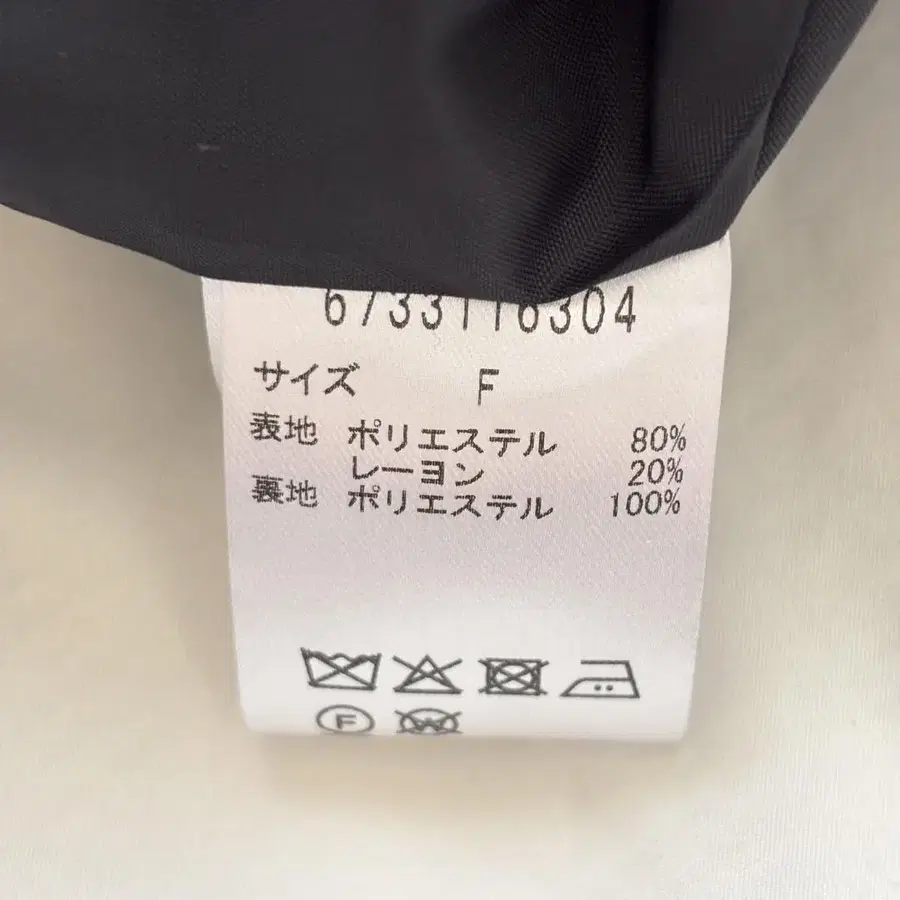 6733116304
サイズ F
表地 ポリエステル 80%
レーヨン 20%
裏地 ポリエステル 100%
F W